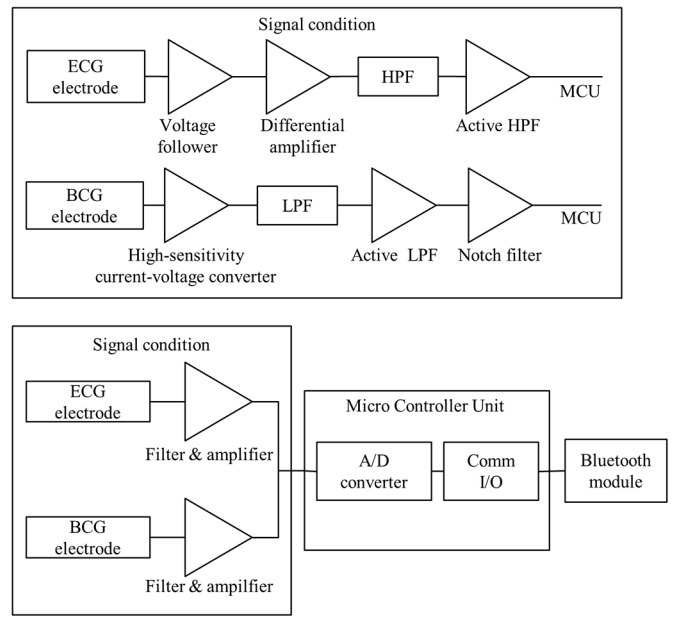 Signal condition
ECG
electrode
HPF
MCU
Voltage
follower
Differential
amplifier
Active HPF
BCG
electrode
LPF
MCU
High-sensitivity
current-voltage converter
Active LPF
Notch filter
Signal condition
ECG
electrode
Filter & amplifier
BCG
electrode
Filter & ampilfier
Micro Controller Unit
A/D
converter
Comm
I/O
Bluetooth
module